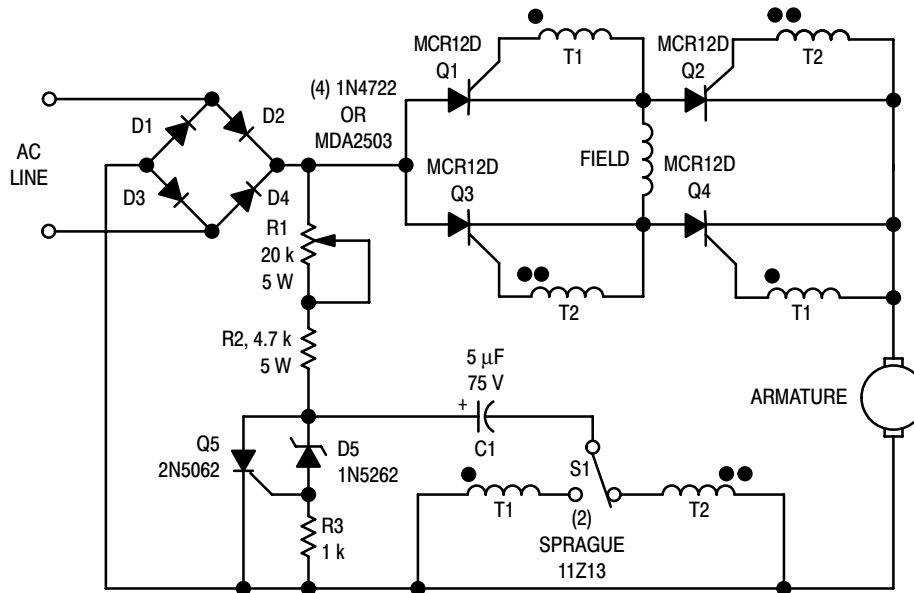 MCR12D
Q1
T1
MCR12D
Q2
T2
(4) 1N4722
OR
MDA2503
D1
D2
AC
LINE
D3
D4
MCR12D
Q3
FIELD
MCR12D
Q4
R1
20 k
5 W
T2
T1
R2, 4.7 k
5 W
5 μF
75 V
+
C1
ARMATURE
Q5
2N5062
D5
1N5262
S1
T1
(2)
SPRAGUE
11Z13
T2
R3
1 k